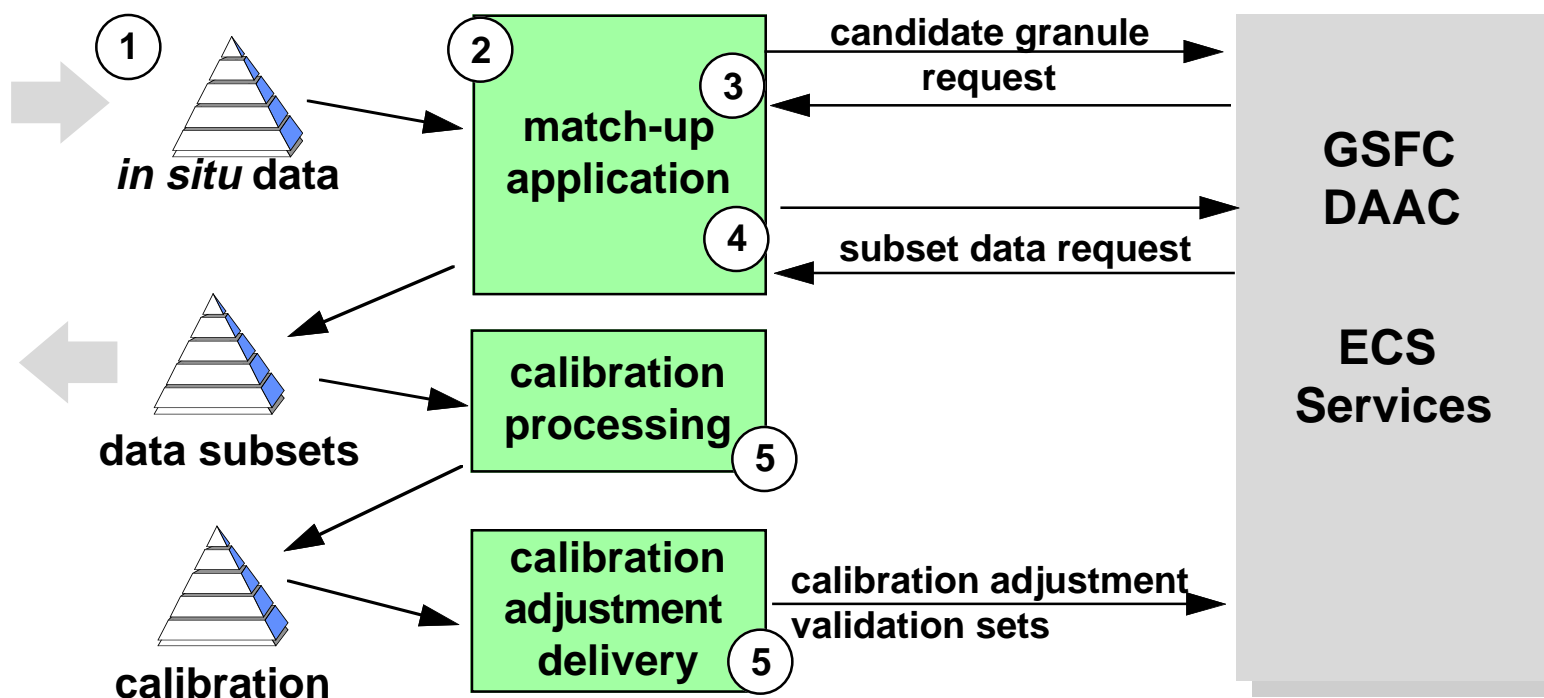 1
in situ data
2
match-up
application
3
4
candidate granule
request
subset data request
GSFC
DAAC
ECS
Services
data subsets
calibration
processing
5
calibration
calibration
adjustment
delivery
5
calibration adjustment
validation sets